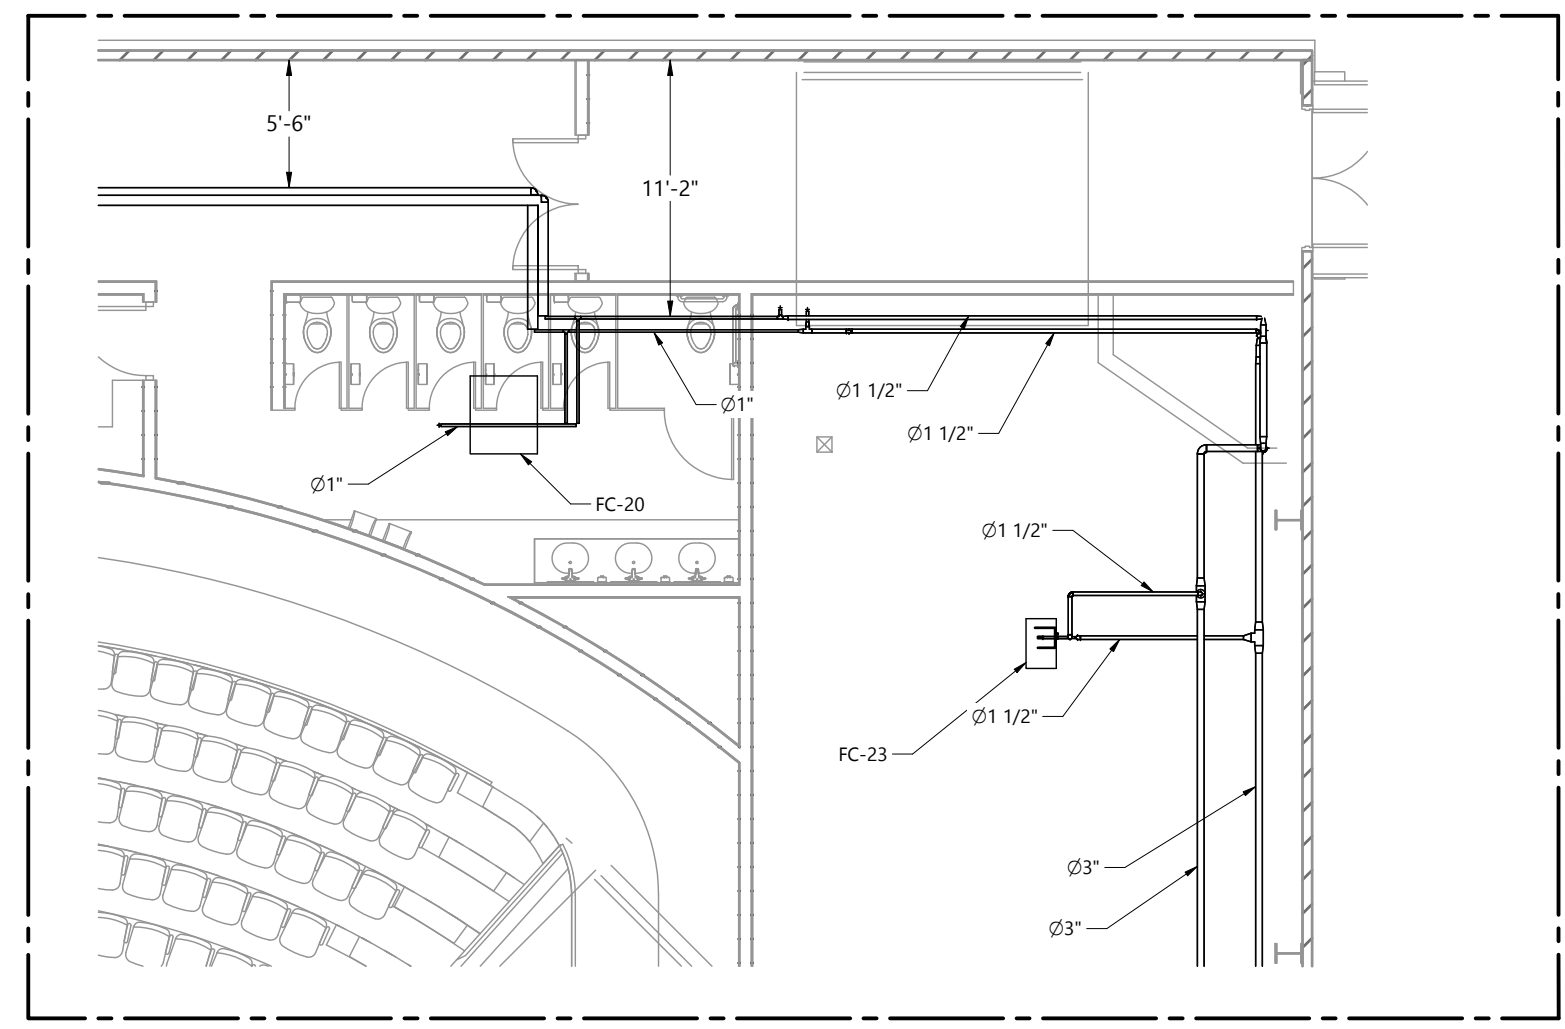 5'-6"
11'-2"
Ø1 1/2"
Ø1"
Ø1 1/2"
Ø1"
FC-20
Ø1 1/2"
Ø1 1/2"
FC-23
Ø3"
Ø3"